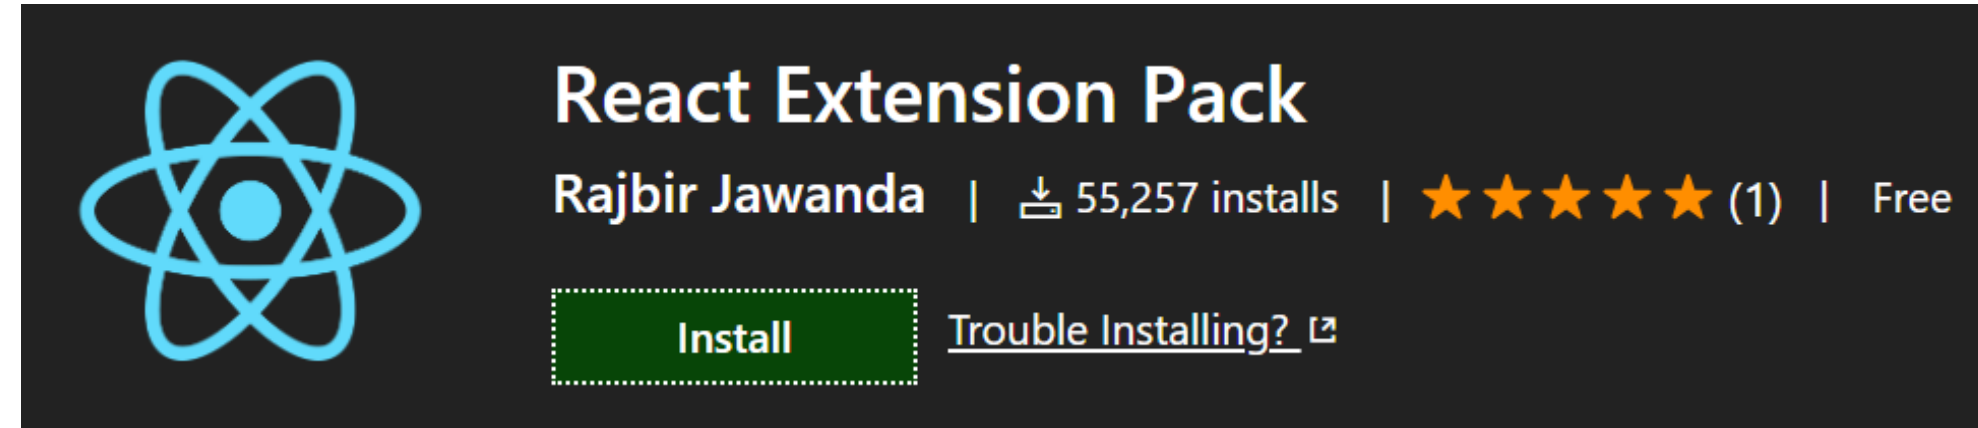 React Extension Pack
Rajbir Jawanda | 55,257 installs | (1) | Free
Install Trouble Installing?